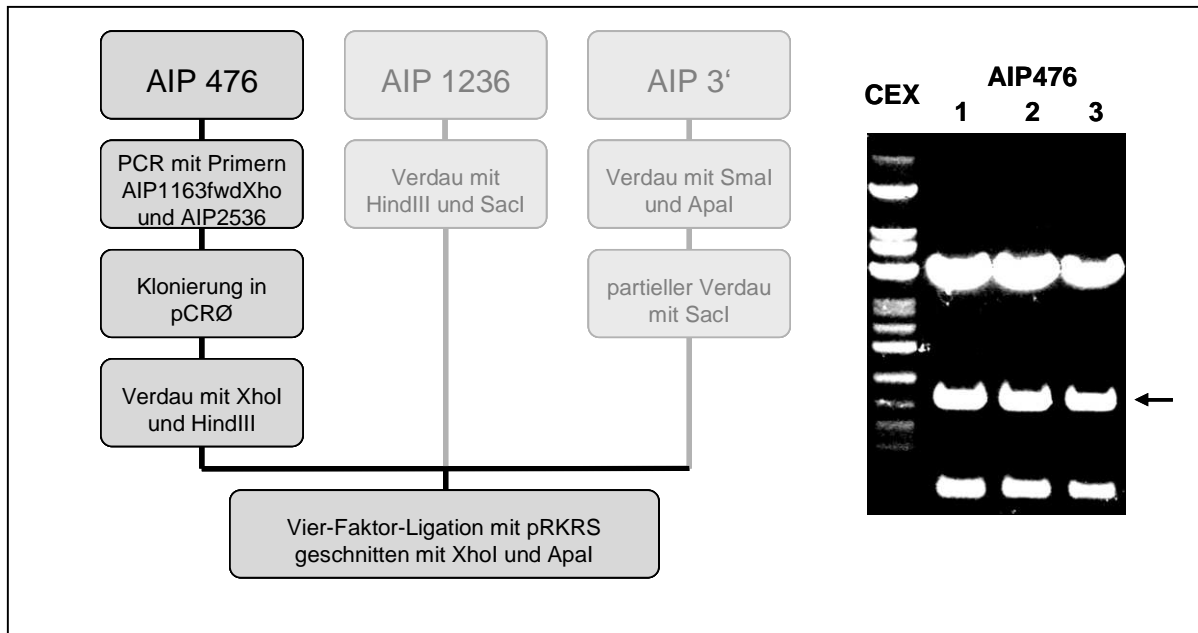 AIP 476
AIP 1236
AIP 3‘
PCR mit Primern
AIP1163fwdXho
und AIP2536
Verdau mit
HindIII und SacI
Verdau mit SmaI
und ApaI
Klonierung in
pCRØ
partieller Verdau
mit SacI
Verdau mit XhoI
und HindIII
Vier-Faktor-Ligation mit pRKRS
geschnitten mit XhoI und ApaI
CEX
AIP476
1 2 3